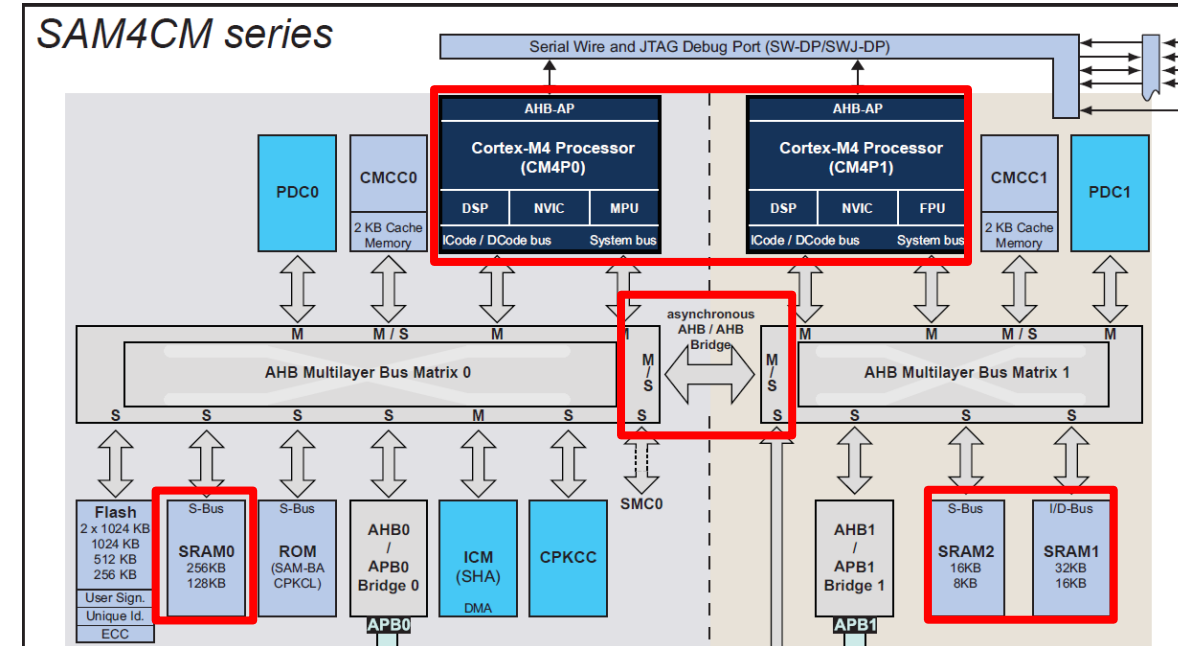 SAM4CM series
Serial Wire and JTAG Debug Port (SW-DP/SWJ-DP)
AHB-AP
Cortex-M4 Processor
(CM4P0)
DSP
NVIC
MPU
ICode / DCode bus
System bus
AHB-AP
Cortex-M4 Processor
(CM4P1)
DSP
NVIC
FPU
ICode / DCode bus
System bus
PDC0
CMCC0
2 KB Cache
Memory
CMCC1
2 KB Cache
Memory
PDC1
asynchronous
AHB / AHB
Bridge
M
M / S
M
M
M
/
S
AHB Multilayer Bus Matrix 0
S
S
S
S
M
S
S
M
M
M / S
M
M
/
S
AHB Multilayer Bus Matrix 1
S
S
S
S
Flash
2 x 1024 KB
1024 KB
512 KB
256 KB
User Sign.
Unique Id.
ECC
S-Bus
SRAM0
256KB
128KB
S-Bus
ROM
(SAM-BA
CPKCL)
AHB0
/
APB0
Bridge 0
APB0
ICM
(SHA)
DMA
CPKCC
SMC0
AHB1
/
APB1
Bridge 1
APB1
S-Bus
SRAM2
16KB
8KB
I/D-Bus
SRAM1
32KB
16KB